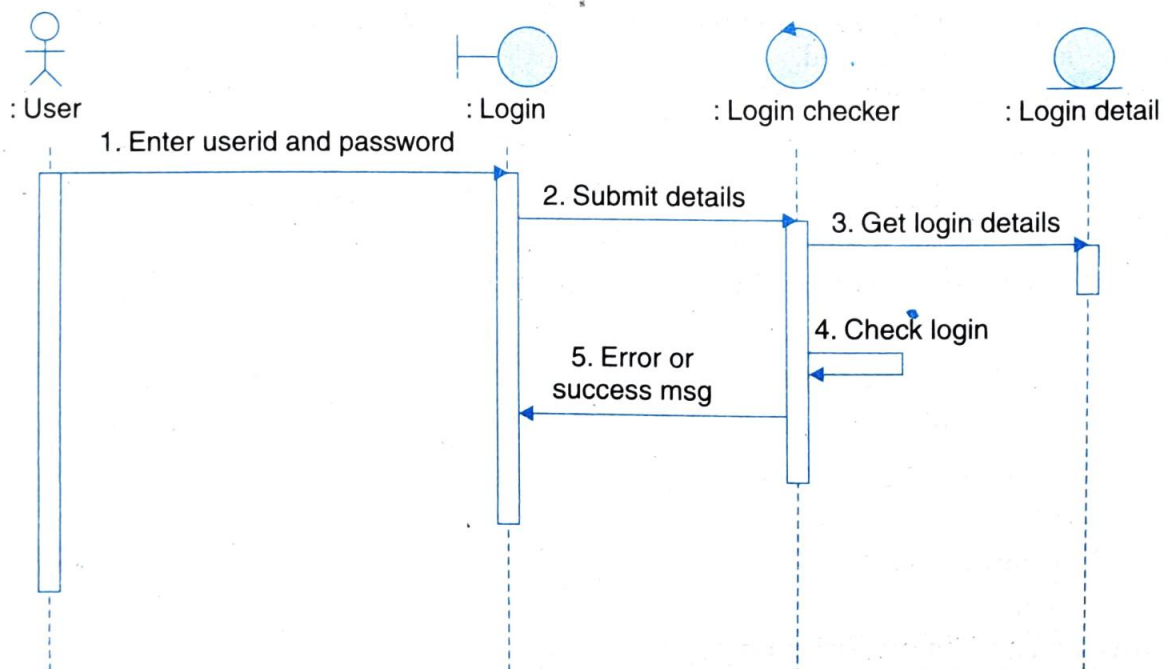 : User
: Login
: Login checker
: Login detail
1. Enter userid and password
2. Submit details
3. Get login details
4. Check login
5. Error or
success msg